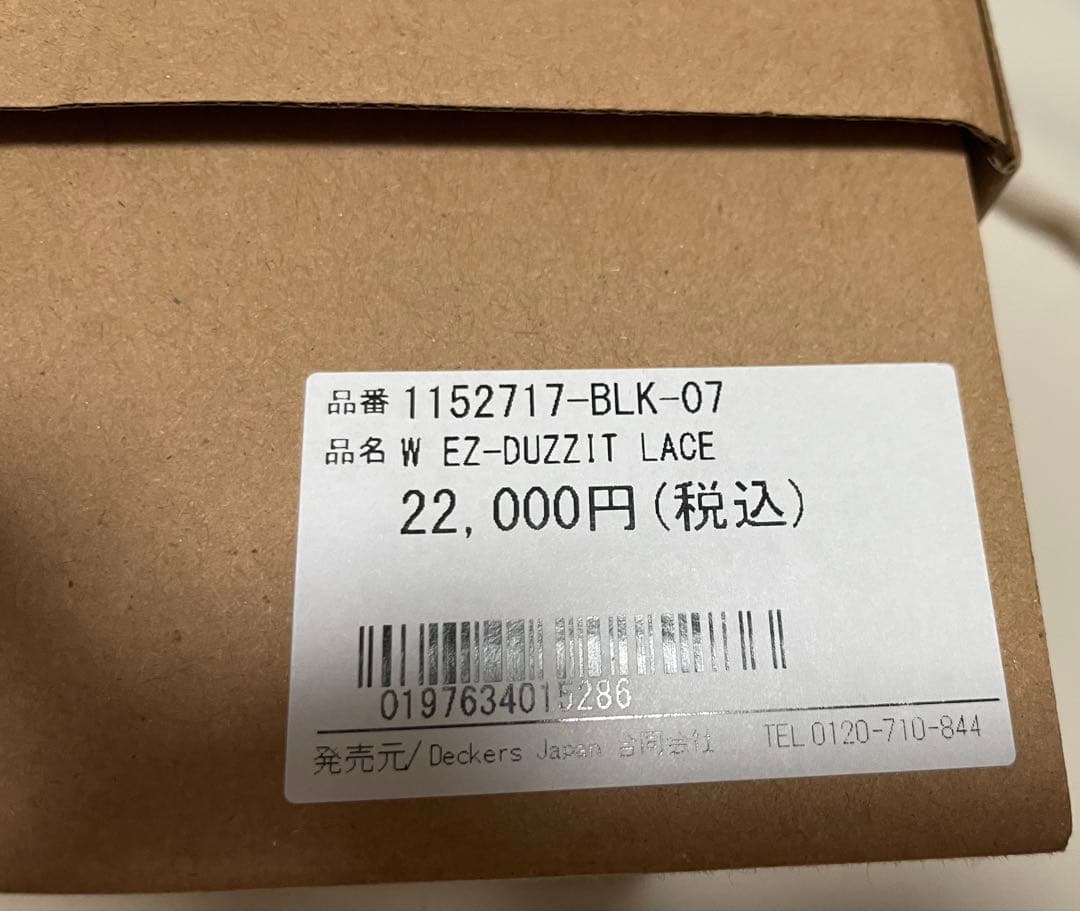 品番 1152717-BLK-07
品名 W EZ-DUZZIT LACE
22,000円(税込)
0197634015286
発売元/Deckers Japan 合同会社 TEL 0120-710-844